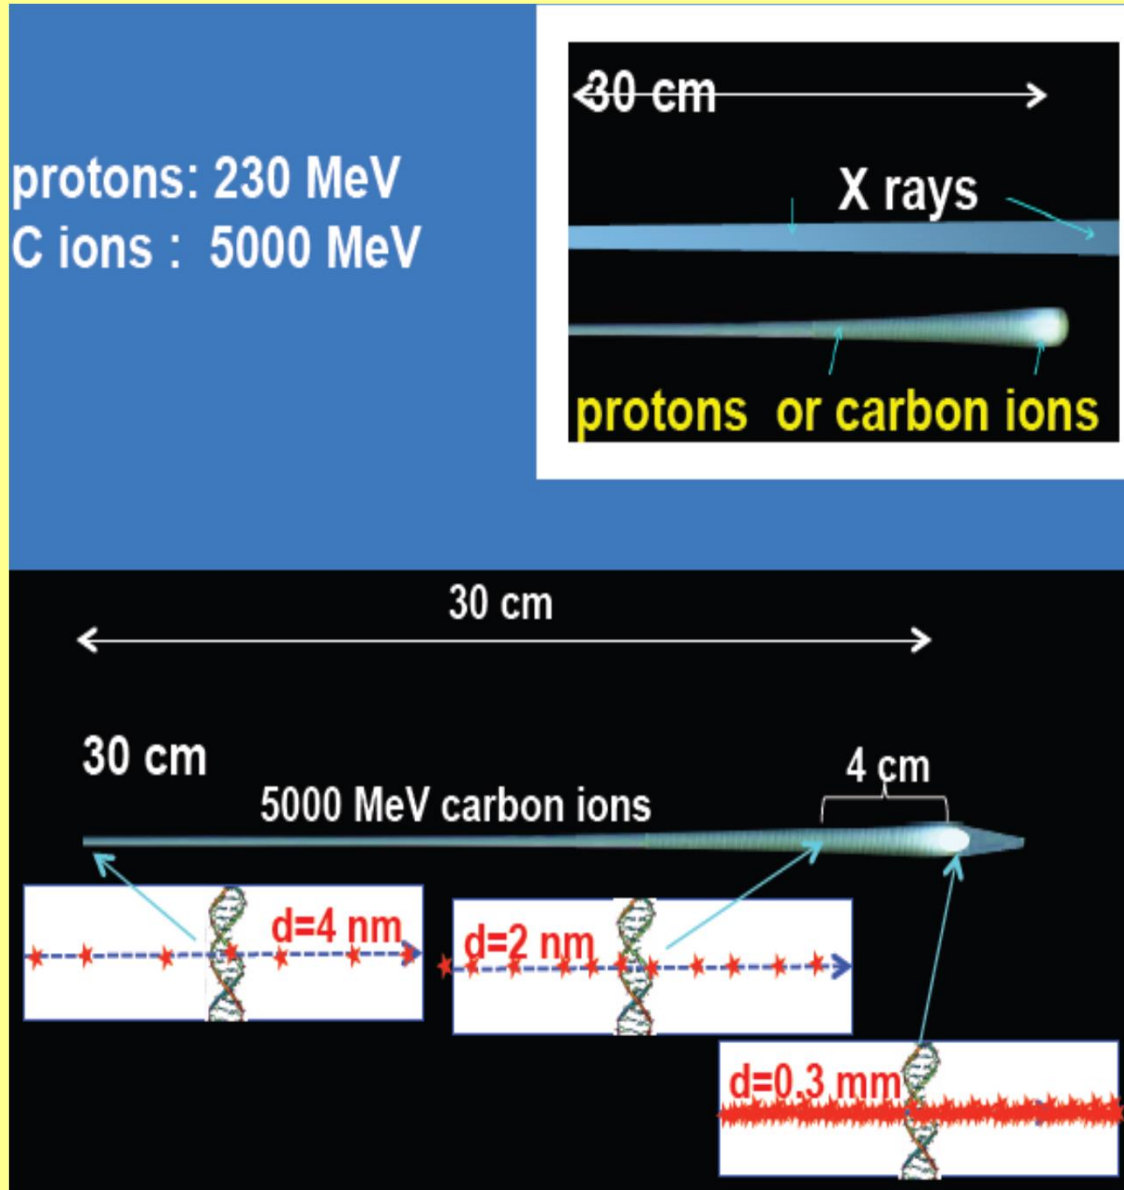 protons: 230 MeV
C ions : 5000 MeV
30 cm
X rays
protons or carbon ions
30 cm
30 cm
4 cm
5000 MeV carbon ions
d=4 nm
d=2 nm
d=0.3 mm